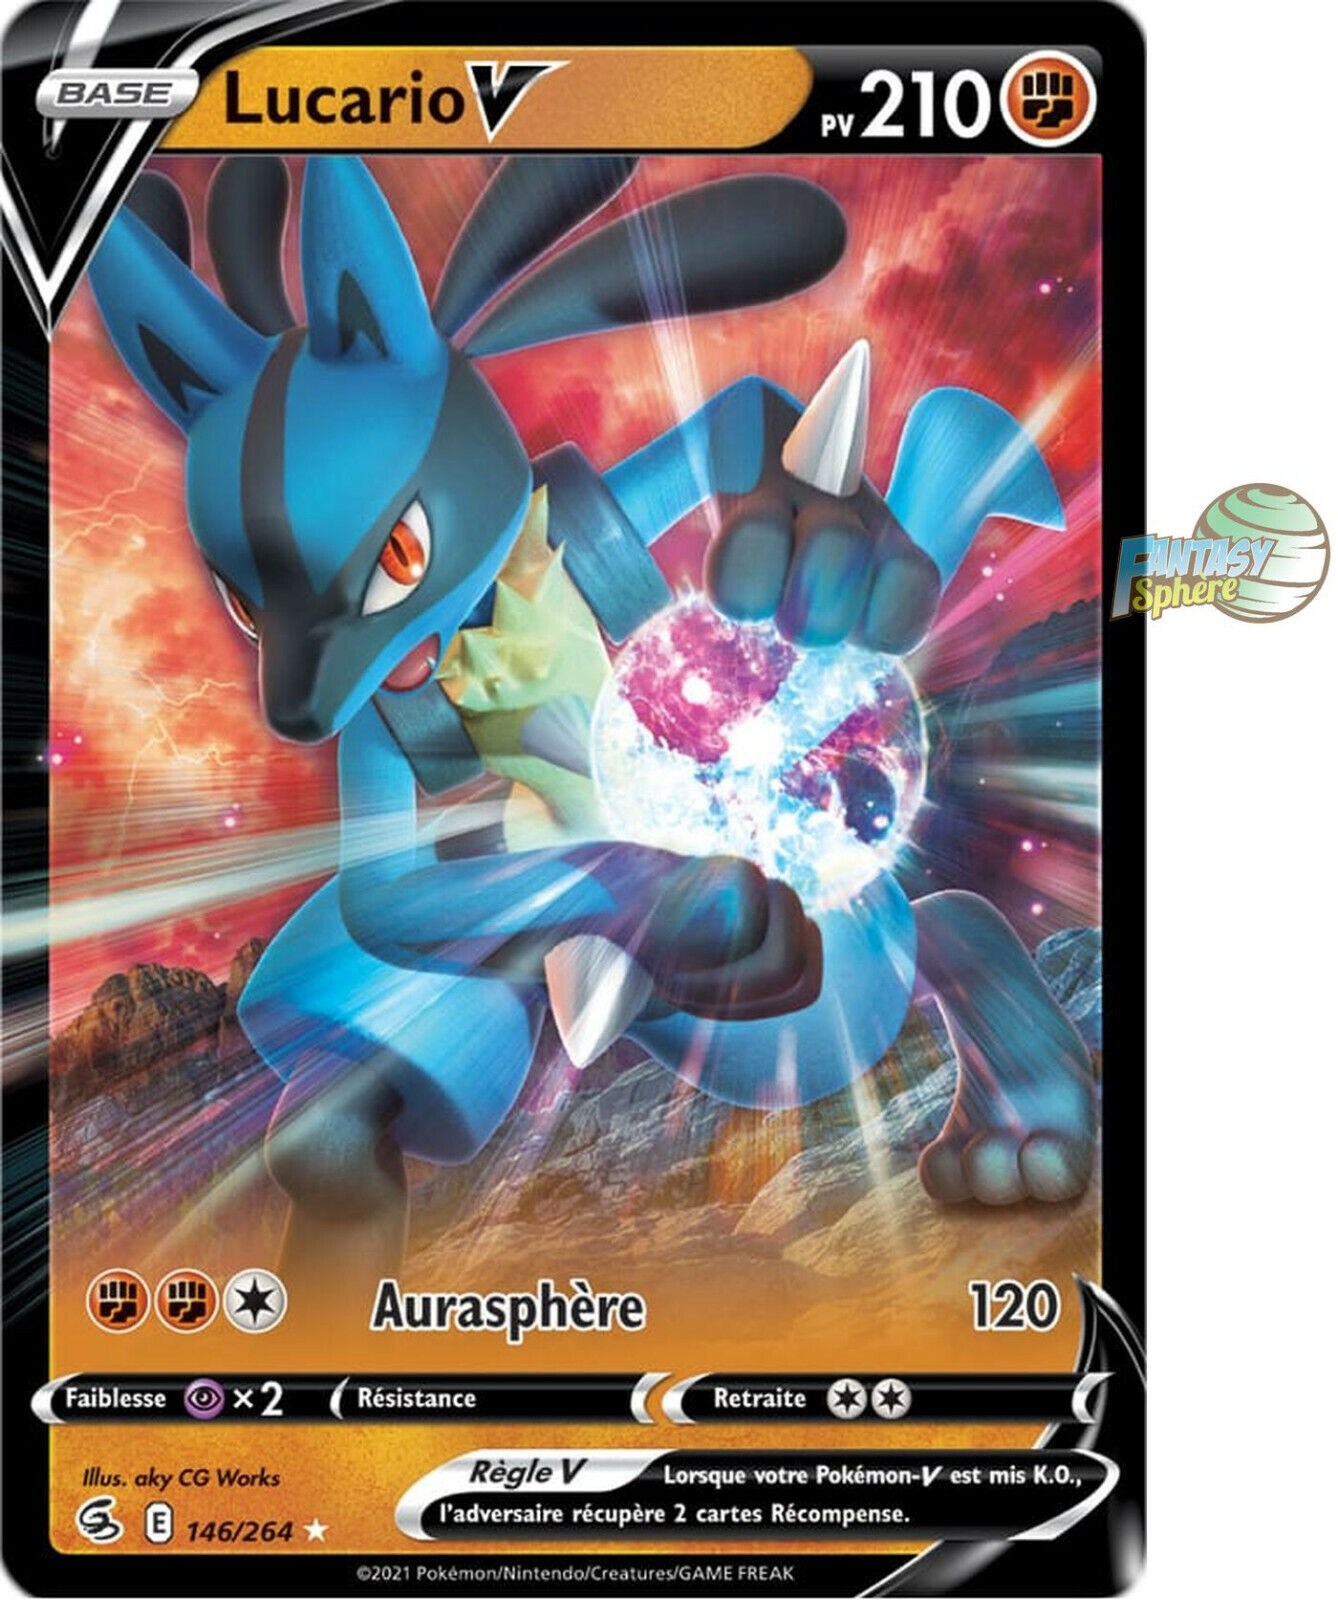 BASE
Lucario V
PV 210
FANTASY
Sphère
Aurasphère
120
Faiblesse ×2
Résistance
Retraite
Illus. aky CG Works
Règle V
Lorsque votre Pokémon-V est mis K.O.,
l'adversaire récupère 2 cartes Récompense.
E
146/264
©2021 Pokémon/Nintendo/Creatures/GAME FREAK